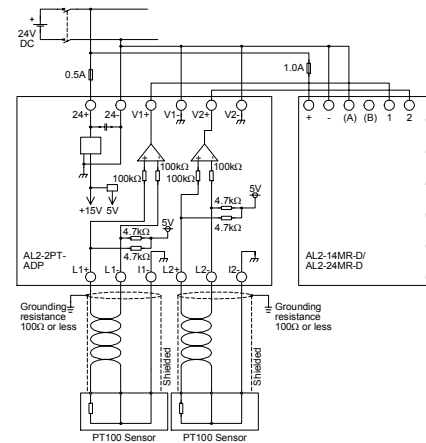 +
24V
DC
-
0.5A
1.0A
24+ 24- V1+ V1- V2+ V2-
+ - (A) (B) 1 2
+ -
+ -
100kΩ
100kΩ
100kΩ 100kΩ
+15V 5V
4.7kΩ 5V
4.7kΩ
4.7kΩ 5V
4.7kΩ
AL2-2PT-
ADP
AL2-14MR-D/
AL2-24MR-D
L1+ L1- I1- L2+ L2- I2-
Grounding
resistance
100Ω or less
Shielded
Shielded
Grounding
resistance
100Ω or less
PT100 Sensor
PT100 Sensor